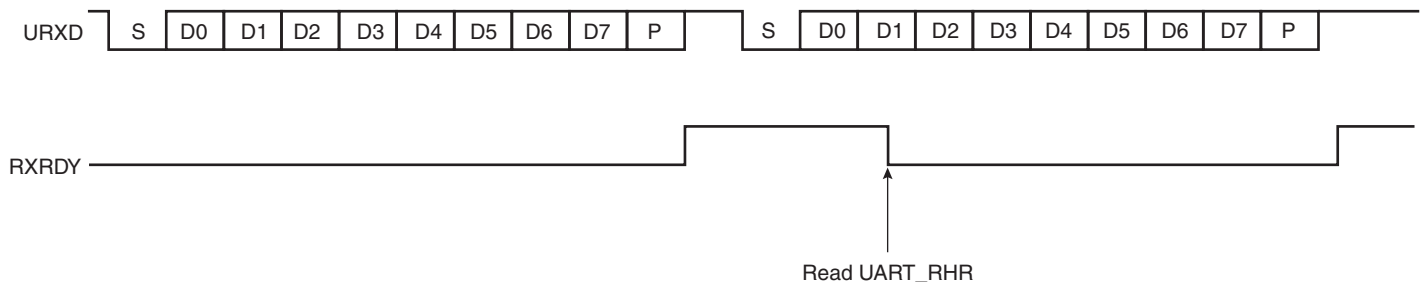 URXD S D0 D1 D2 D3 D4 D5 D6 D7 P S D0 D1 D2 D3 D4 D5 D6 D7 P
RXRDY
Read UART_RHR